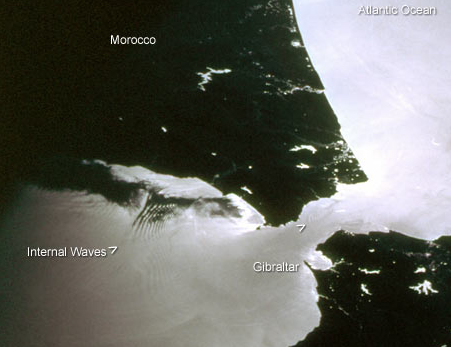 Atlantic Ocean
Morocco
Internal Waves
Gibraltar